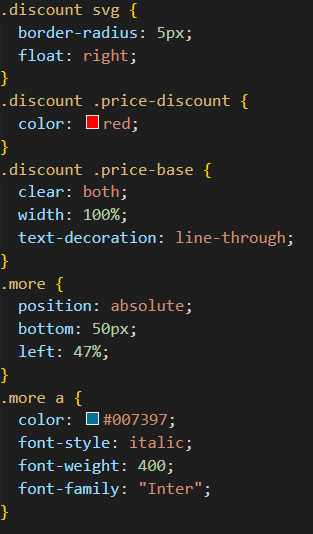 .discount svg {
border-radius: 5px;
float: right;
}
.discount .price-discount {
color: red;
}
.discount .price-base {
clear: both;
width: 100%;
text-decoration: line-through;
}
.more {
position: absolute;
bottom: 50px;
left: 47%;
}
.more a {
color: #007397;
font-style: italic;
font-weight: 400;
font-family: "Inter";
}